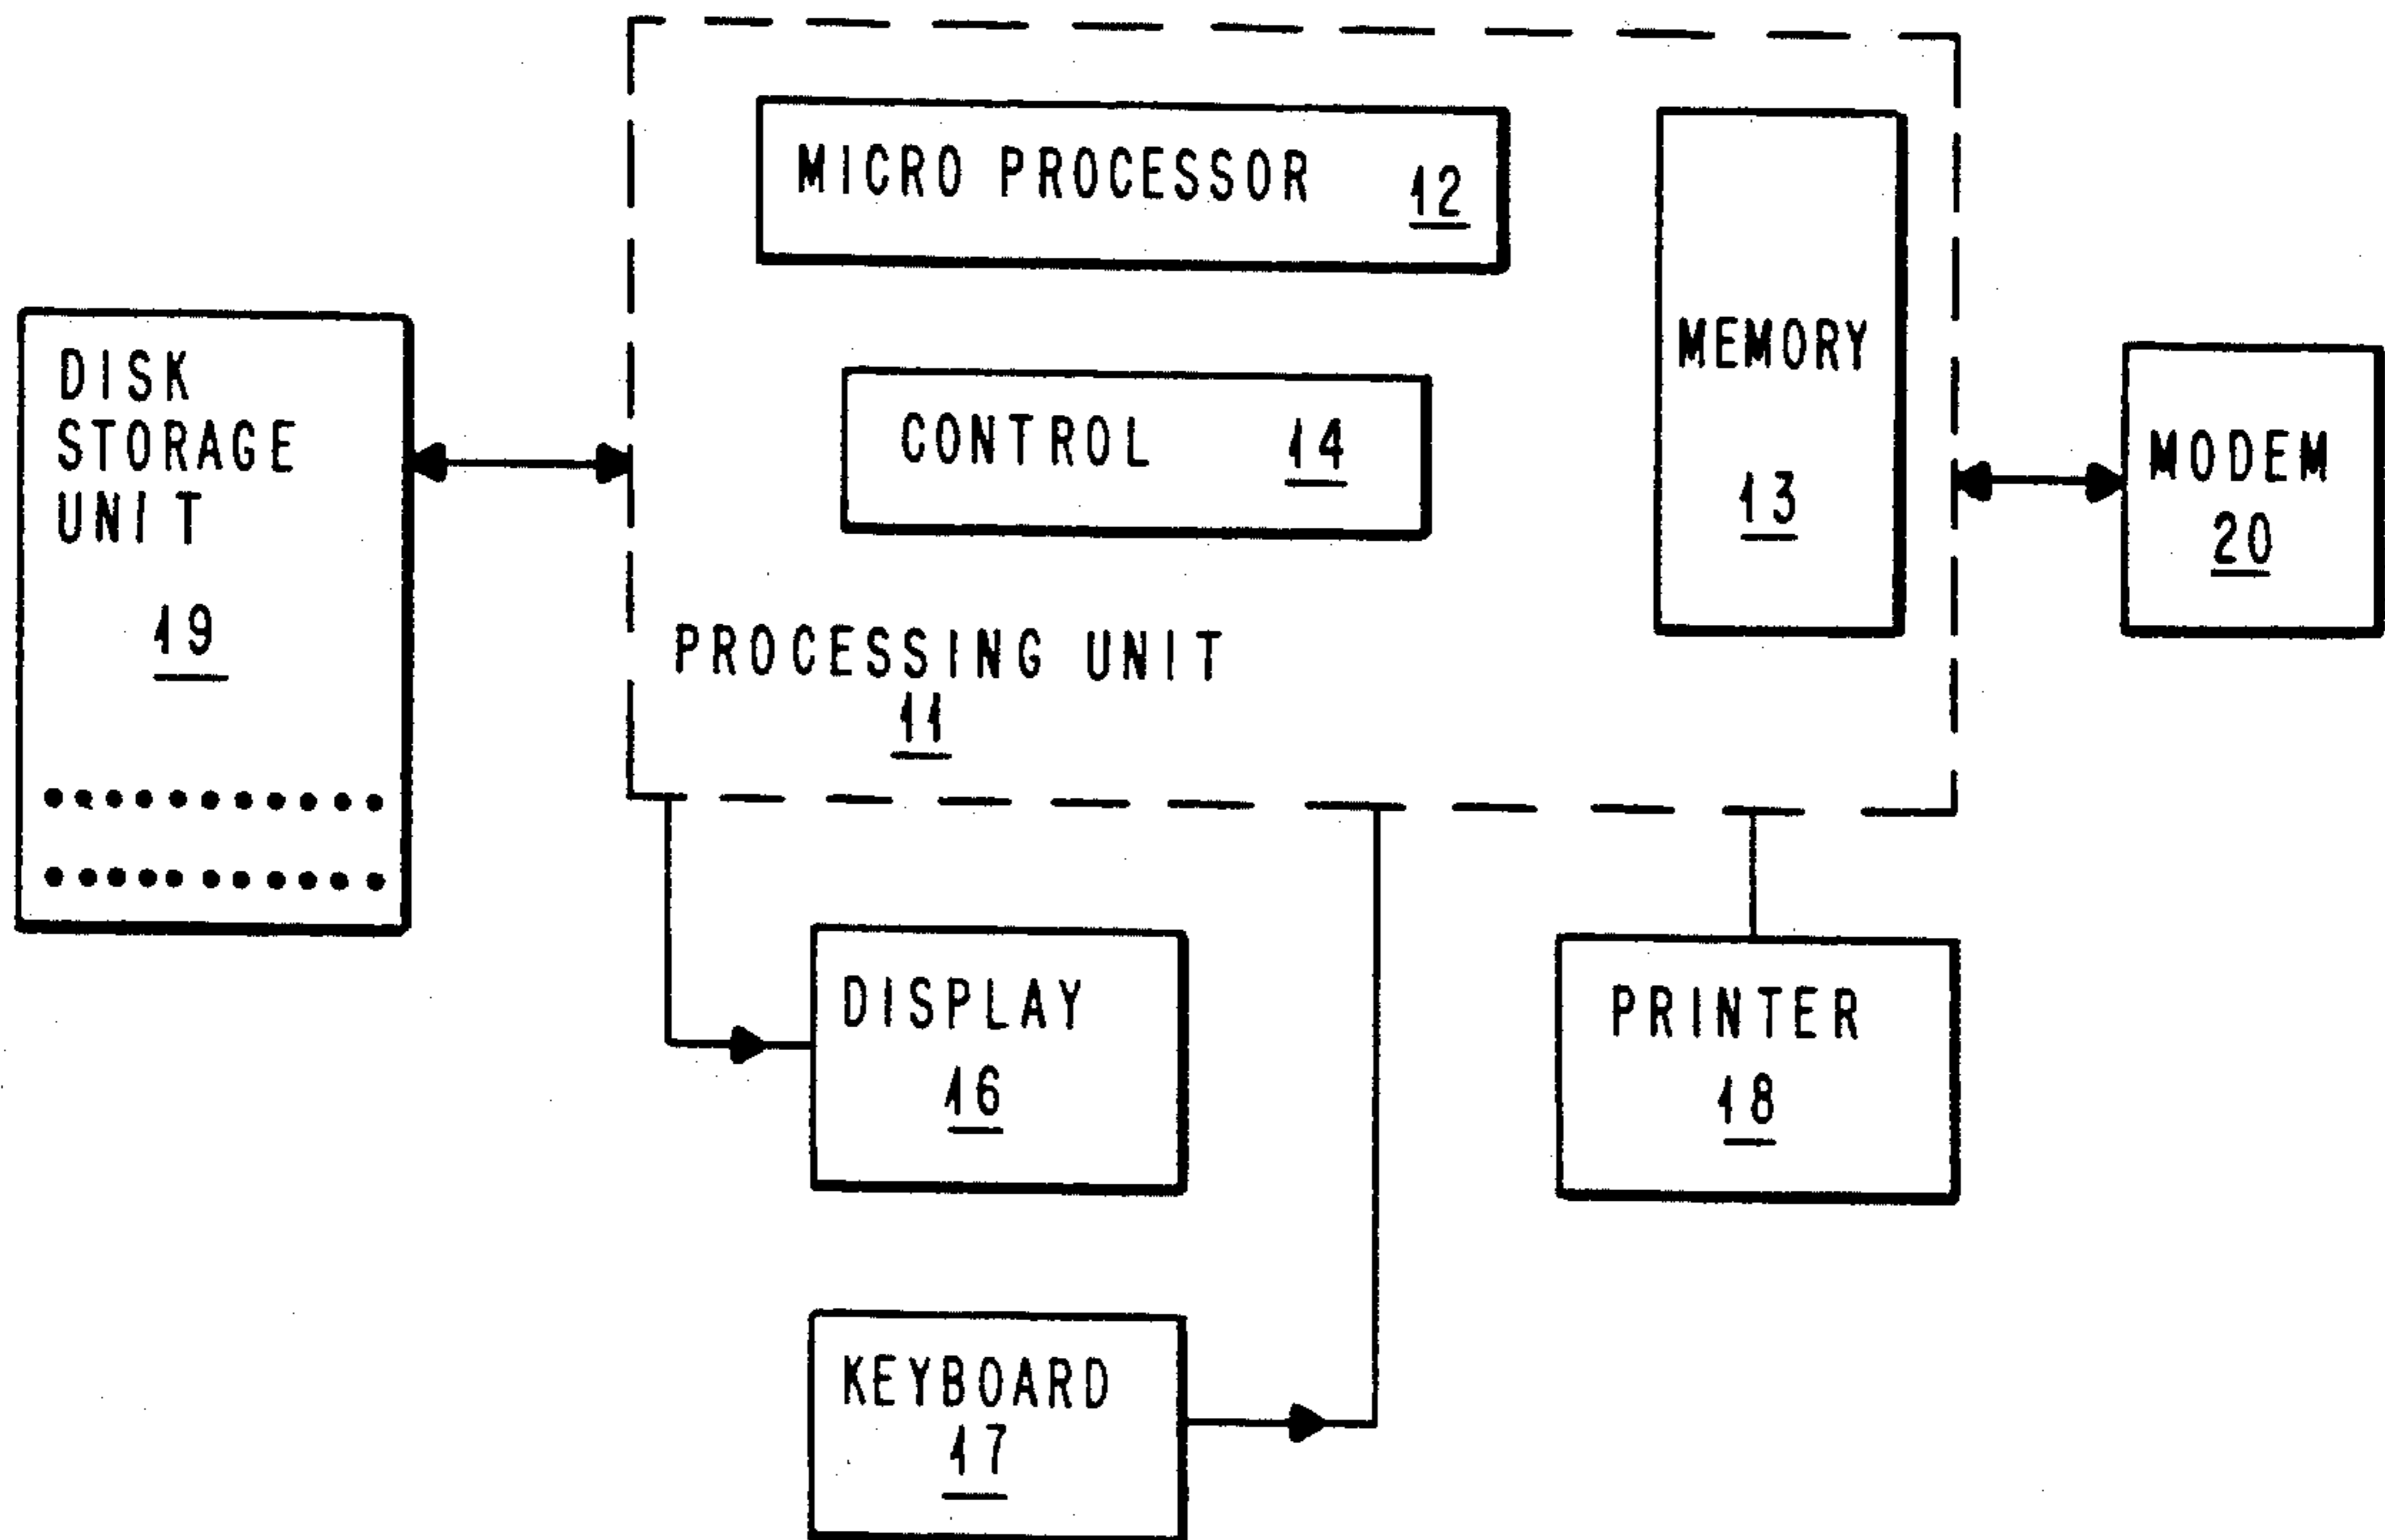 MICRO PROCESSOR 12
MEMORY
13
CONTROL 14
PROCESSING UNIT
11
DISK
STORAGE
UNIT
19
MODEM
20
DISPLAY
16
PRINTER
18
KEYBOARD
17